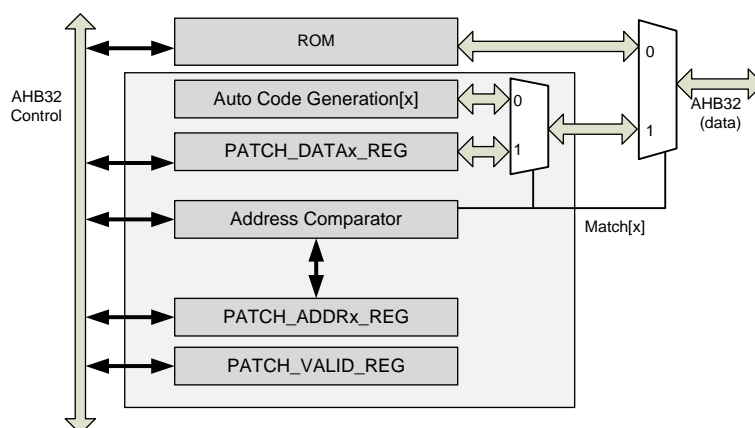 ROM
0
AHB32
Control
Auto Code Generation[x]
0
AHB32
(data)
PATCH_DATAx_REG
1
1
Address Comparator
Match[x]
PATCH_ADDRx_REG
PATCH_VALID_REG